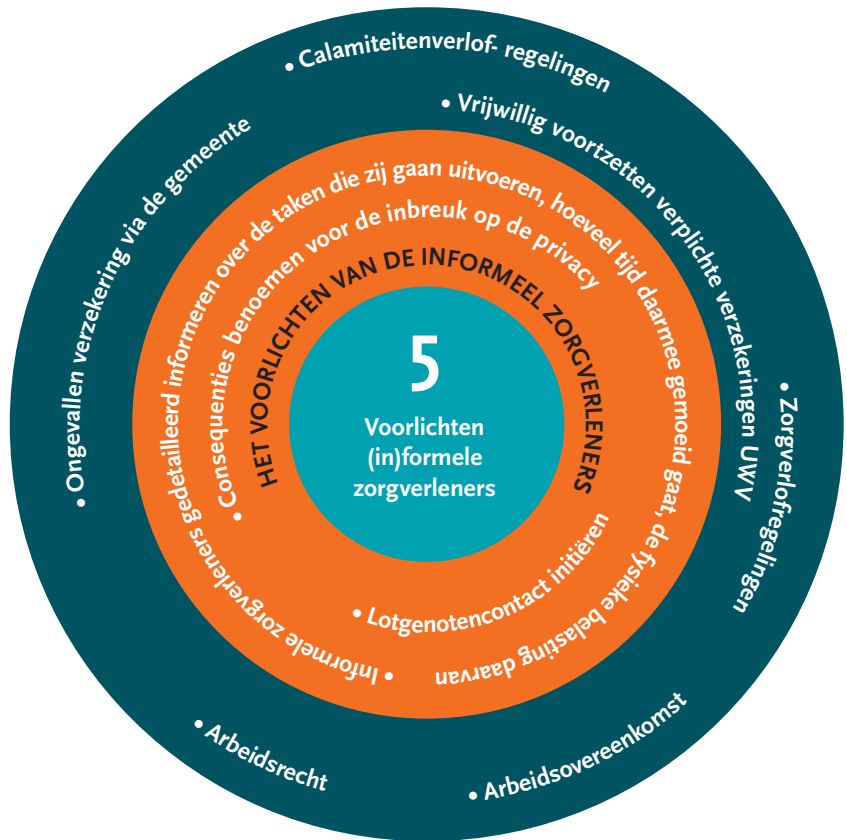 5
Voorlichten
(in)formele
zorgverleners
HET VOORLICHTEN VAN DE INFORMEEL ZORGVERLENERS
• Consequenties benoemen voor de inbreuk op de privacy
• Lotgenotencontact initiëren
• Informele zorgverleners gedetailleerd informeren over de taken die zij gaan uitvoeren, hoeveel tijd daarmee gemoeid gaat, de fysieke belasting daarvan
• Calamiteitenverlof- regelingen
• Vrijwillig voortzetten verplichte verzekeringen UWV
• Zorgverlofregelingen
• Arbeidsovereenkomst
• Arbeidsrecht
• Ongevallen verzekering via de gemeente